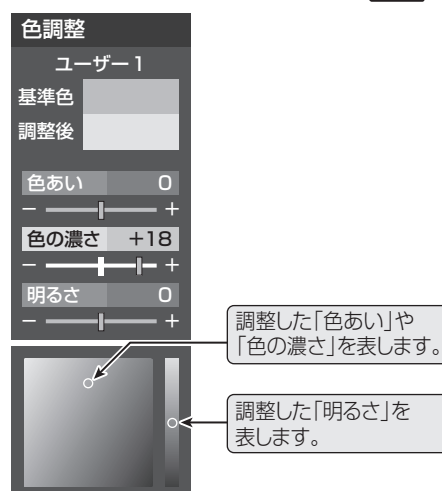 色調整
ユーザー1
基準色
調整後
色あい 0
− +
色の濃さ +18
− +
明るさ 0
− +
調整した「色あい」や
「色の濃さ」を表します。
調整した「明るさ」を
表します。